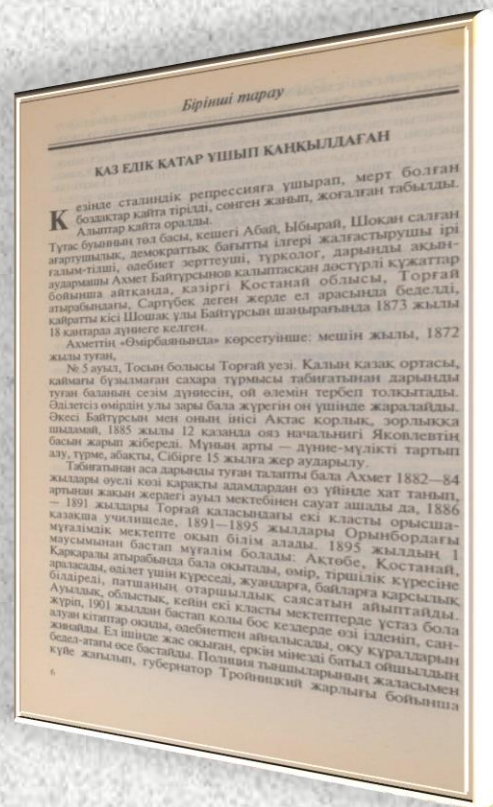 Бірінші тарау
ҚАЗ ЕДІК ҚАТАР ҰШЫП ҚАҢҚЫЛДАҒАН
Кезінде сталиндік репрессияға ұшырап, мерт болған
боздақтар қайта тірілді, сөнген жанып, жоғалған табылды.
Алыптар қайта оралды.
Тұтас буынның төл басы, кешегі Абай, Ыбырай, Шоқан салған
ағартушылық, демократтық бағытты ілгері жалғастырушы ірі
ғалым-тілші, әдебиет зерттеуші, түрколог, дарынды ақын-
аудармашы Ахмет Байтұрсынов қалыптасқан дәстүрлі құжаттар
бойынша айтқанда, қазіргі Қостанай облысы, Торғай
атырабындағы, Сартүбек деген жерде ел арасында беделді,
қайратты кісі Шошақ ұлы Байтұрсын шаңырағында 1873 жылы
18 қаңтарда дүниеге келген.
Ахметтің «Өмірбаянында» көрсетуінше: мешін жылы, 1872
жылы туған,
№ 5 ауыл, Тосын болысы Торғай уезі. Қалың қазақ ортасы,
қаймағы бұзылмаған сахара тұрмысы табиғатынан дарынды
туған баланың сезім дүниесін, ой әлемін тербеп толқытады.
Әділетсіз өмірдің улы зары бала жүрегін он үшінде жаралайды.
Әкесі Байтұрсын мен оның інісі Ақтас қорлық, зорлыққа
шыдамай, 1885 жылы 12 қазанда ояз начальнигі Яковлевтің
басын жарып жібереді. Мұның арты — дүние-мүлікті тартып
алу, түрме, абақты, Сібірге 15 жылға жер аударылу.
Табиғатынан аса дарынды туған талапты бала Ахмет 1882—84
жылдары әуелі көзі қарақты адамдардан өз үйінде хат танып,
артынан жақын жердегі ауыл мектебінен сауат ашады да, 1886
— 1891 жылдары Торғай қаласындағы екі класты орысша-
қазақша училищеде, 1891—1895 жылдары Орынбордағы
мұғалімдік мектепте оқып білім алады. 1895 жылдың 1
маусымынан бастап мұғалім болады: Ақтөбе, Қостанай,
Қарқаралы атырабында бала оқытады, өмір, тіршілік күресіне
араласады, әділет үшін күреседі, жуандарға, байларға қарсылық
білдіреді, патшаның отаршылдық саясатын айыптайды.
Ауылдық, облыстық, кейін екі класты мектептерде ұстаз бола
жүріп, 1901 жылдан бастап қолы бос кездерде өзі ізденіп, сан-
алуан кітаптар оқиды, әдебиетпен айналысады, оқу құралдарын
жинайды. Ел ішінде жас оқыған, еркін мінезді батыл ойшылдың
бедел-атағы өсе бастайды. Полиция тыңшыларының жаласымен
күйе жағылып, губернатор Тройницкий жарлығы бойынша
6